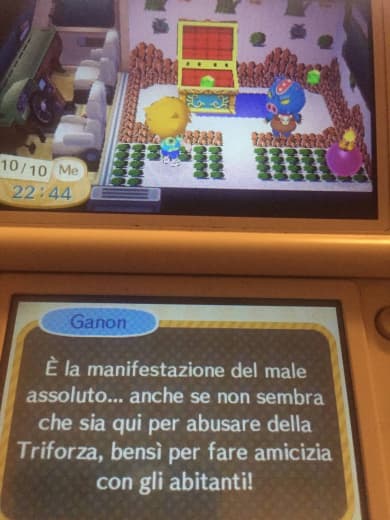 10/10 Me
22:44
Ganon
È la manifestazione del male
assoluto... anche se non sembra
che sia qui per abusare della
Triforza, bensì per fare amicizia
con gli abitanti!